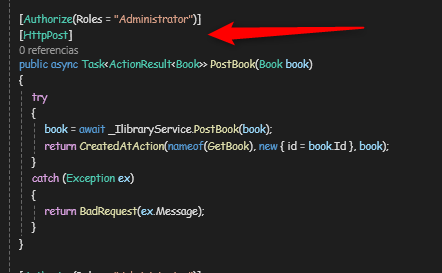 [Authorize(Roles = "Administrator")]
[HttpPost]
0 referencias
public async Task<ActionResult<Book>> PostBook(Book book)
{
try
{
book = await _IlibraryService.PostBook(book);
return CreatedAtAction(nameof(GetBook), new { id = book.Id }, book);
}
catch (Exception ex)
{
return BadRequest(ex.Message);
}
}